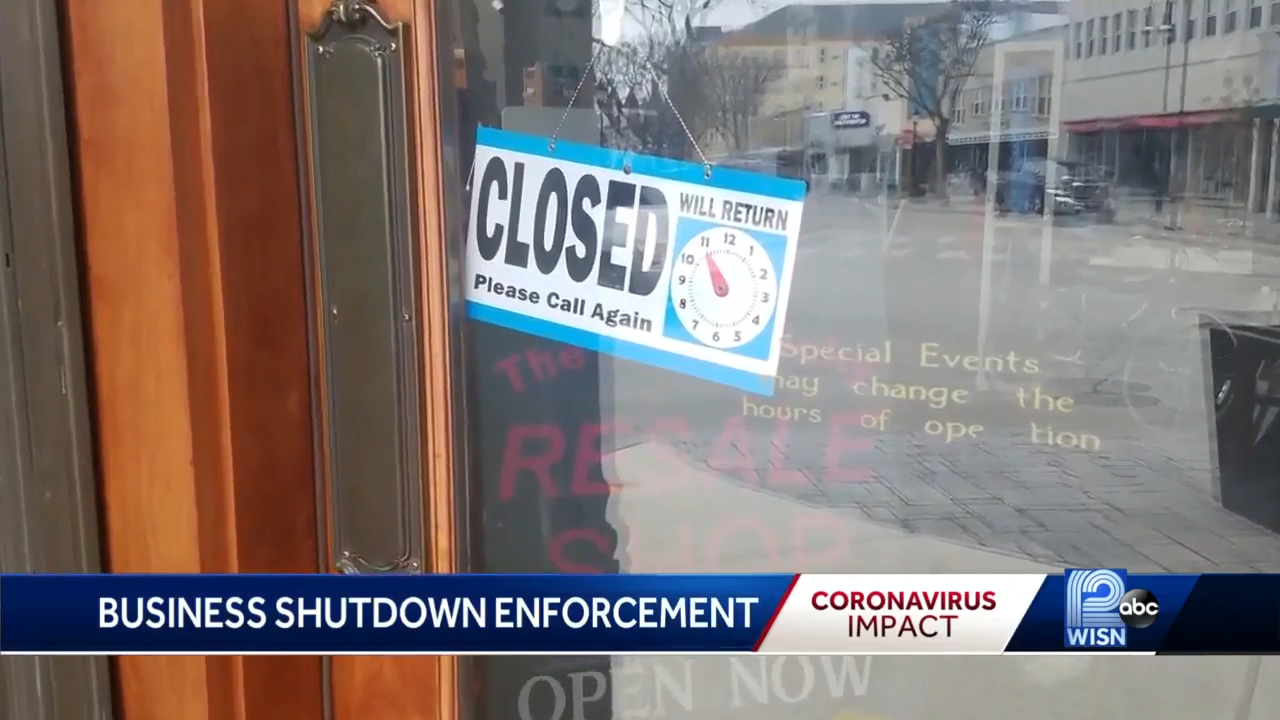 CLOSED
WILL RETURN
Please Call Again
11 12 1
10 2
9 3
8 4
7 6 5
The
RESALE
SHOP
Special Events
may change the
hours of ope tion
BUSINESS SHUTDOWN ENFORCEMENT
CORONAVIRUS
IMPACT
12
abc
WISN
OPEN NOW